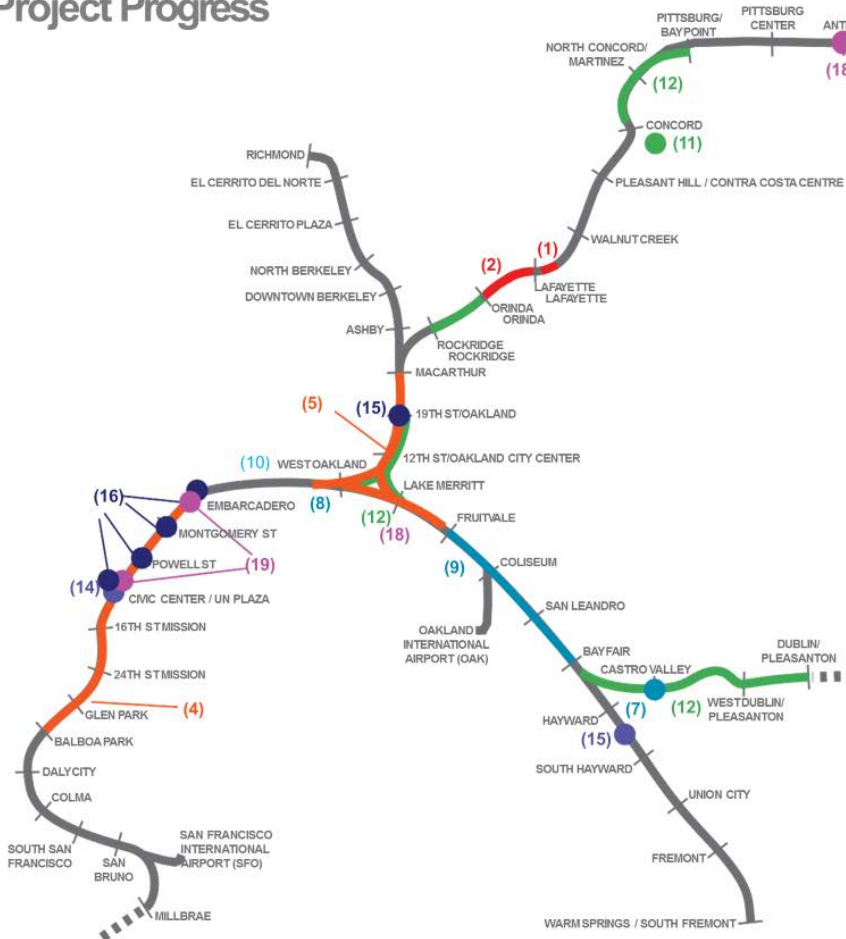 Project Progress
PITTSBURG
CENTER
PITTSBURG/
BAYPOINT
ANT
(18
NORTH CONCORD/
MARTINEZ
(12)
CONCORD
(11)
RICHMOND
EL CERRITO DEL NORTE
PLEASANT HILL / CONTRA COSTA CENTRE
EL CERRITO PLAZA
WALNUT CREEK
(1)
(2)
NORTH BERKELEY
LAFAYETTE
LAFAYETTE
DOWNTOWN BERKELEY
ORINDA
ORINDA
ASHBY
ROCKRIDGE
ROCKRIDGE
MACARTHUR
(5)
(15)
19TH ST/OAKLAND
12TH ST/OAKLAND CITY CENTER
(10)
WEST OAKLAND
LAKE MERRITT
(16)
EMBARCADERO
(8)
(12)
(18)
FRUITVALE
MONTGOMERY ST
POWELL ST
(19)
(9)
COLISEUM
(14)
CIVIC CENTER / UN PLAZA
SAN LEANDRO
16TH ST MISSION
OAKLAND
INTERNATIONAL
AIRPORT (OAK)
BAYFAIR
DUBLIN/
PLEASANTON
24TH ST MISSION
CASTRO VALLEY
(4)
(7)
(12)
WEST DUBLIN/
PLEASANTON
GLEN PARK
HAYWARD
BALBOA PARK
(15)
DALY CITY
SOUTH HAYWARD
COLMA
UNION CITY
SOUTH SAN
FRANCISCO
SAN
BRUNO
SAN FRANCISCO
INTERNATIONAL
AIRPORT (SFO)
FREMONT
MILLBRAE
WARM SPRINGS / SOUTH FREMONT